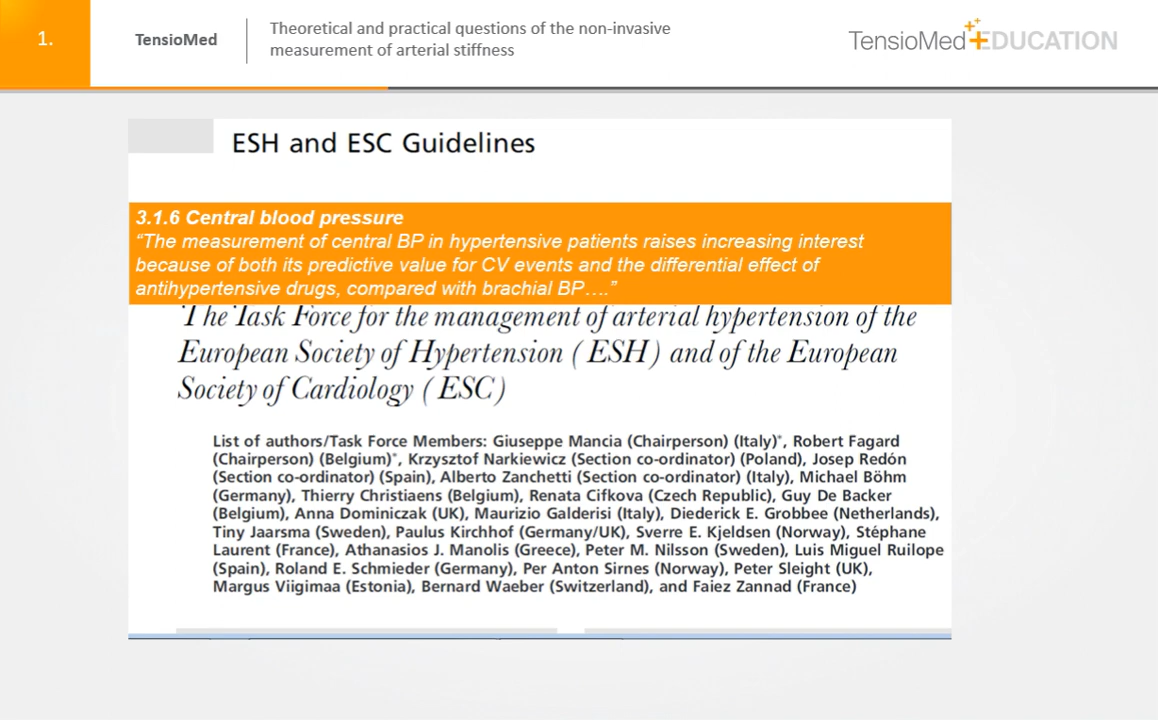 1.
TensioMed
Theoretical and practical questions of the non-invasive
measurement of arterial stiffness
TensioMed EDUCATION
ESH and ESC Guidelines
3.1.6 Central blood pressure
“The measurement of central BP in hypertensive patients raises increasing interest
because of both its predictive value for CV events and the differential effect of
antihypertensive drugs, compared with brachial BP….”
The Task Force for the management of arterial hypertension of the
European Society of Hypertension (ESH) and of the European
Society of Cardiology (ESC)
List of authors/Task Force Members: Giuseppe Mancia (Chairperson) (Italy)*, Robert Fagard
(Chairperson) (Belgium)*, Krzysztof Narkiewicz (Section co-ordinator) (Poland), Josep Redón
(Section co-ordinator) (Spain), Alberto Zanchetti (Section co-ordinator) (Italy), Michael Böhm
(Germany), Thierry Christiaens (Belgium), Renata Cifkova (Czech Republic), Guy De Backer
(Belgium), Anna Dominiczak (UK), Maurizio Galderisi (Italy), Diederick E. Grobbee (Netherlands),
Tiny Jaarsma (Sweden), Paulus Kirchhof (Germany/UK), Sverre E. Kjeldsen (Norway), Stéphane
Laurent (France), Athanasios J. Manolis (Greece), Peter M. Nilsson (Sweden), Luis Miguel Ruilope
(Spain), Roland E. Schmieder (Germany), Per Anton Sirnes (Norway), Peter Sleight (UK),
Margus Viigimaa (Estonia), Bernard Waeber (Switzerland), and Faiez Zannad (France)